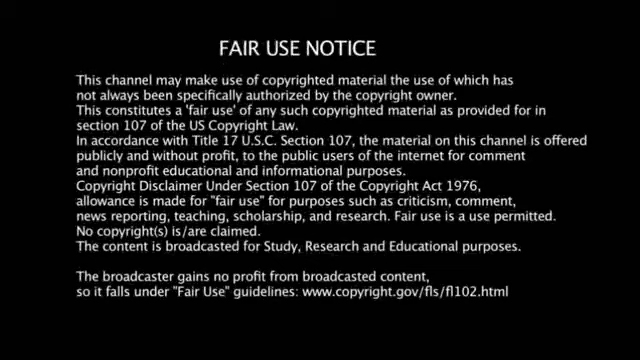 FAIR USE NOTICE
This channel may make use of copyrighted material the use of which has
not always been specifically authorized by the copyright owner.
This constitutes a 'fair use' of any such copyrighted material as provided for in
section 107 of the US Copyright Law.
In accordance with Title 17 U.S.C. Section 107, the material on this channel is offered
publicly and without profit, to the public users of the internet for comment
and nonprofit educational and informational purposes.
Copyright Disclaimer Under Section 107 of the Copyright Act 1976,
allowance is made for "fair use" for purposes such as criticism, comment,
news reporting, teaching, scholarship, and research. Fair use is a use permitted.
No copyright(s) is/are claimed.
The content is broadcasted for Study, Research and Educational purposes.
The broadcaster gains no profit from broadcasted content,
so it falls under "Fair Use" guidelines: www.copyright.gov/fls/fl102.html